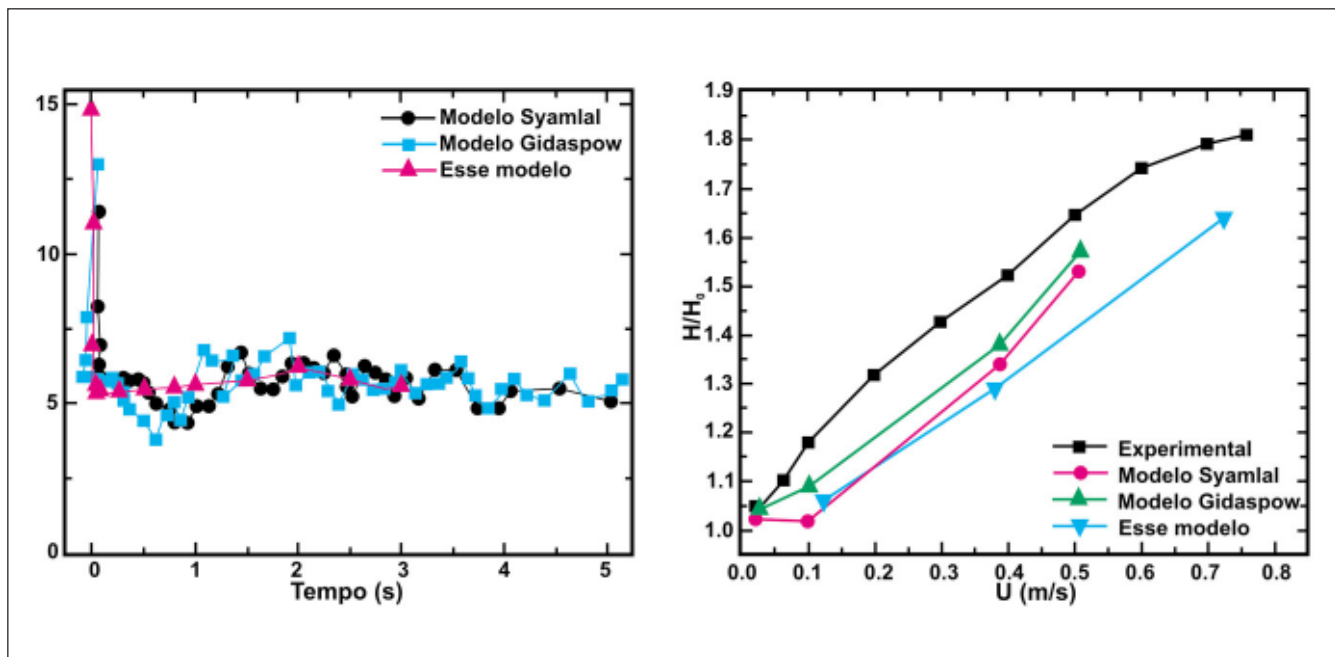 15
10
5
0
0 1 2 3 4 5
Tempo (s)
Modelo Syamlal
Modelo Gidaspow
Esse modelo
1.9
1.8
1.7
1.6
1.5
1.4
1.3
1.2
1.1
1.0
H/H₀
0.0 0.1 0.2 0.3 0.4 0.5 0.6 0.7 0.8
U (m/s)
Experimental
Modelo Syamlal
Modelo Gidaspow
Esse modelo